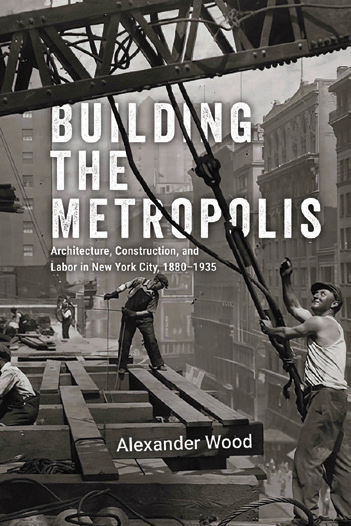 BUILDING
THE
METROPOLIS
Architecture, Construction, and
Labor in New York City, 1880–1935
Alexander Wood